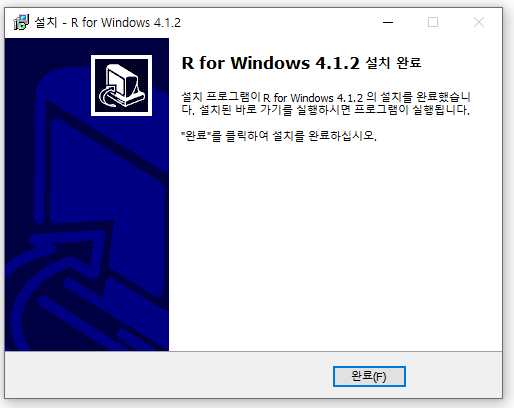 설치 - R for Windows 4.1.2
R for Windows 4.1.2 설치 완료
설치 프로그램이 R for Windows 4.1.2 의 설치를 완료했습니
다. 설치된 바로 가기를 실행하시면 프로그램이 실행됩니다.
"완료"를 클릭하여 설치를 완료하십시오.
완료(F)